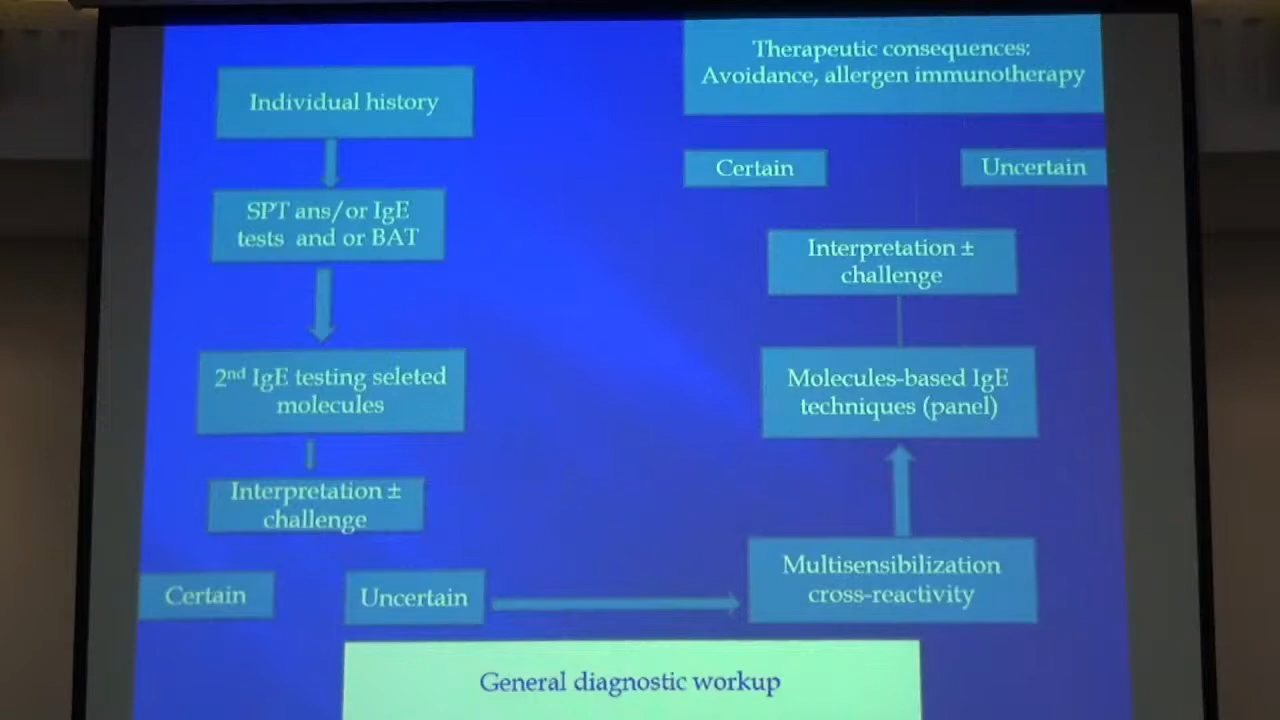 Individual history
SPT ans/or IgE
tests and or BAT
2nd IgE testing seleted
molecules
Interpretation ±
challenge
Certain
Uncertain
Multisensibilization
cross-reactivity
Molecules-based IgE
techniques (panel)
Interpretation ±
challenge
Certain
Uncertain
Therapeutic consequences:
Avoidance, allergen immunotherapy
General diagnostic workup